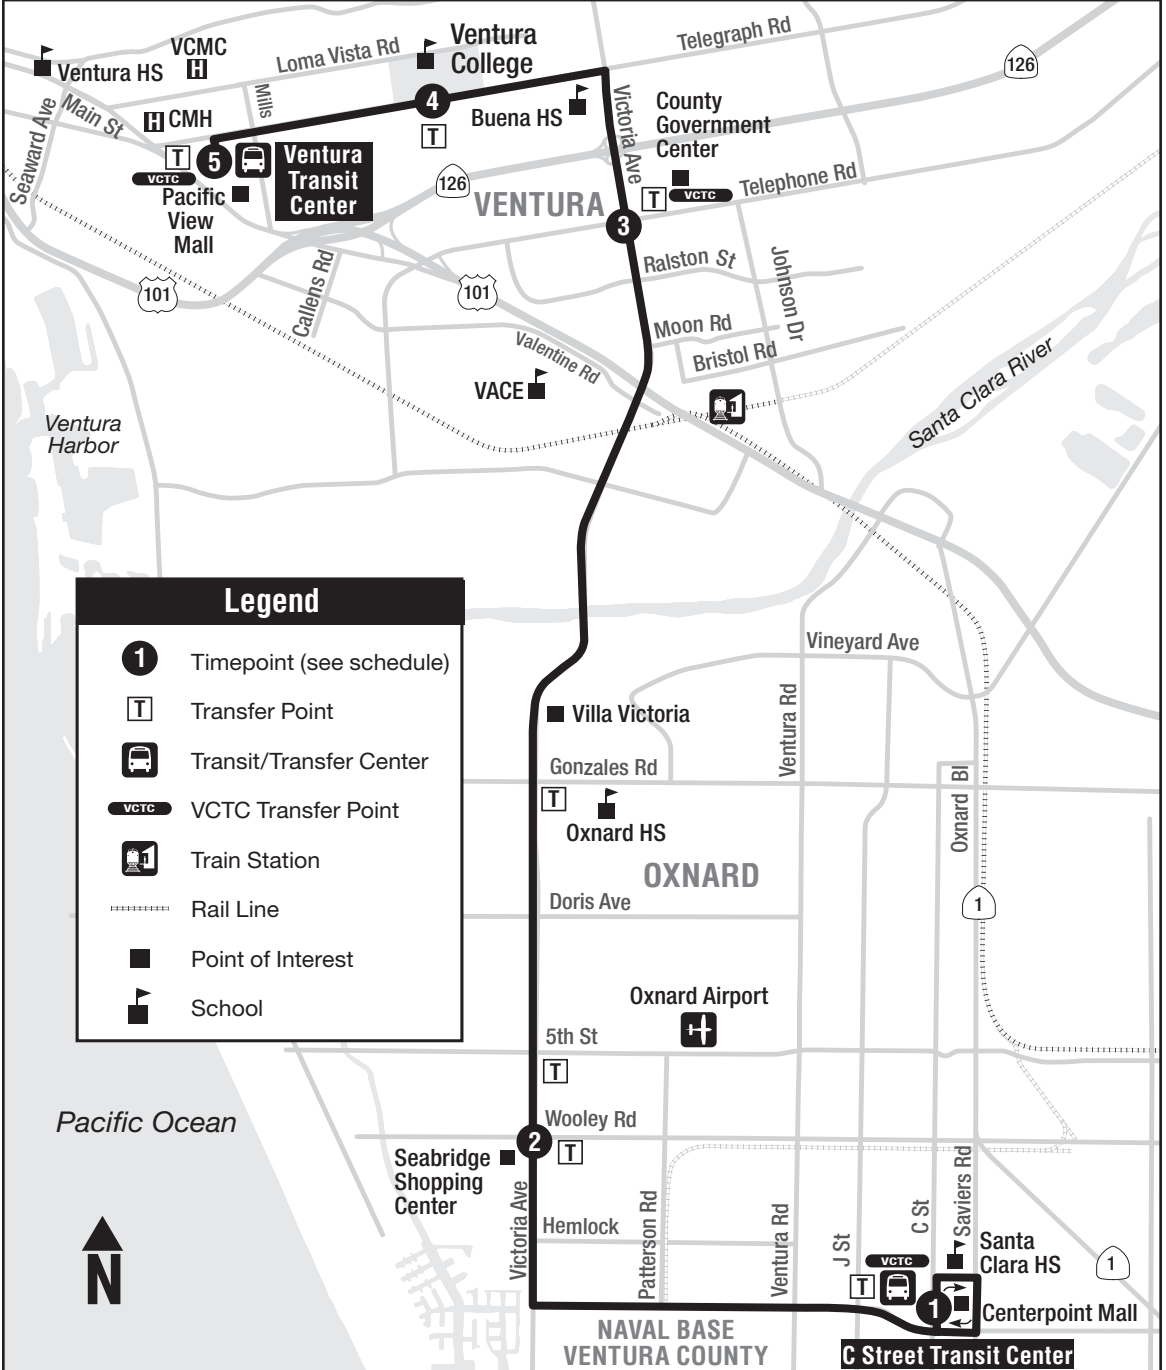 Ventura HS
VCMC
H
Loma Vista Rd
Ventura
College
Telegraph Rd
126
Seaward Ave
Main St
Mills
H CMH
4
T
Buena HS
Victoria Ave
County
Government
Center
T
VCTC
5
Ventura
Transit
Center
Pacific
View
Mall
126
VENTURA
T
VCTC
Telephone Rd
3
101
Callens Rd
101
Ralston St
Johnson Dr
Moon Rd
Bristol Rd
Valentine Rd
VACE
Santa Clara River
Ventura
Harbor
Legend
1 Timepoint (see schedule)
T Transfer Point
Transit/Transfer Center
VCTC VCTC Transfer Point
Train Station
Rail Line
Point of Interest
School
Vineyard Ave
Ventura Rd
Villa Victoria
Gonzales Rd
T
Oxnard HS
Oxnard Bl
OXNARD
Doris Ave
1
Oxnard Airport
5th St
T
Pacific Ocean
Wooley Rd
2
T
Seabridge
Shopping
Center
Victoria Ave
Hemlock
Patterson Rd
Ventura Rd
J St
C St
Saviers Rd
VCTC
T
Santa
Clara HS
1
N
1
Centerpoint Mall
NAVAL BASE
VENTURA COUNTY
C Street Transit Center